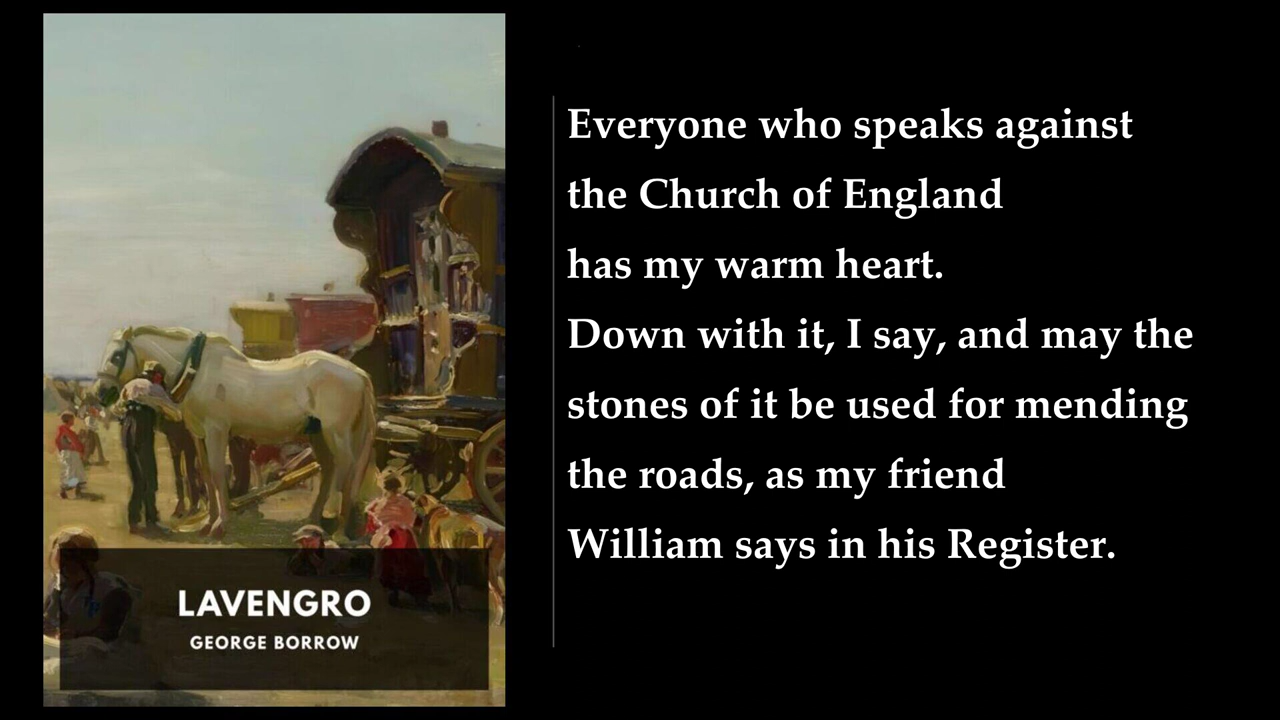 LAVENGRO
GEORGE BORROW
Everyone who speaks against
the Church of England
has my warm heart.
Down with it, I say, and may the
stones of it be used for mending
the roads, as my friend
William says in his Register.